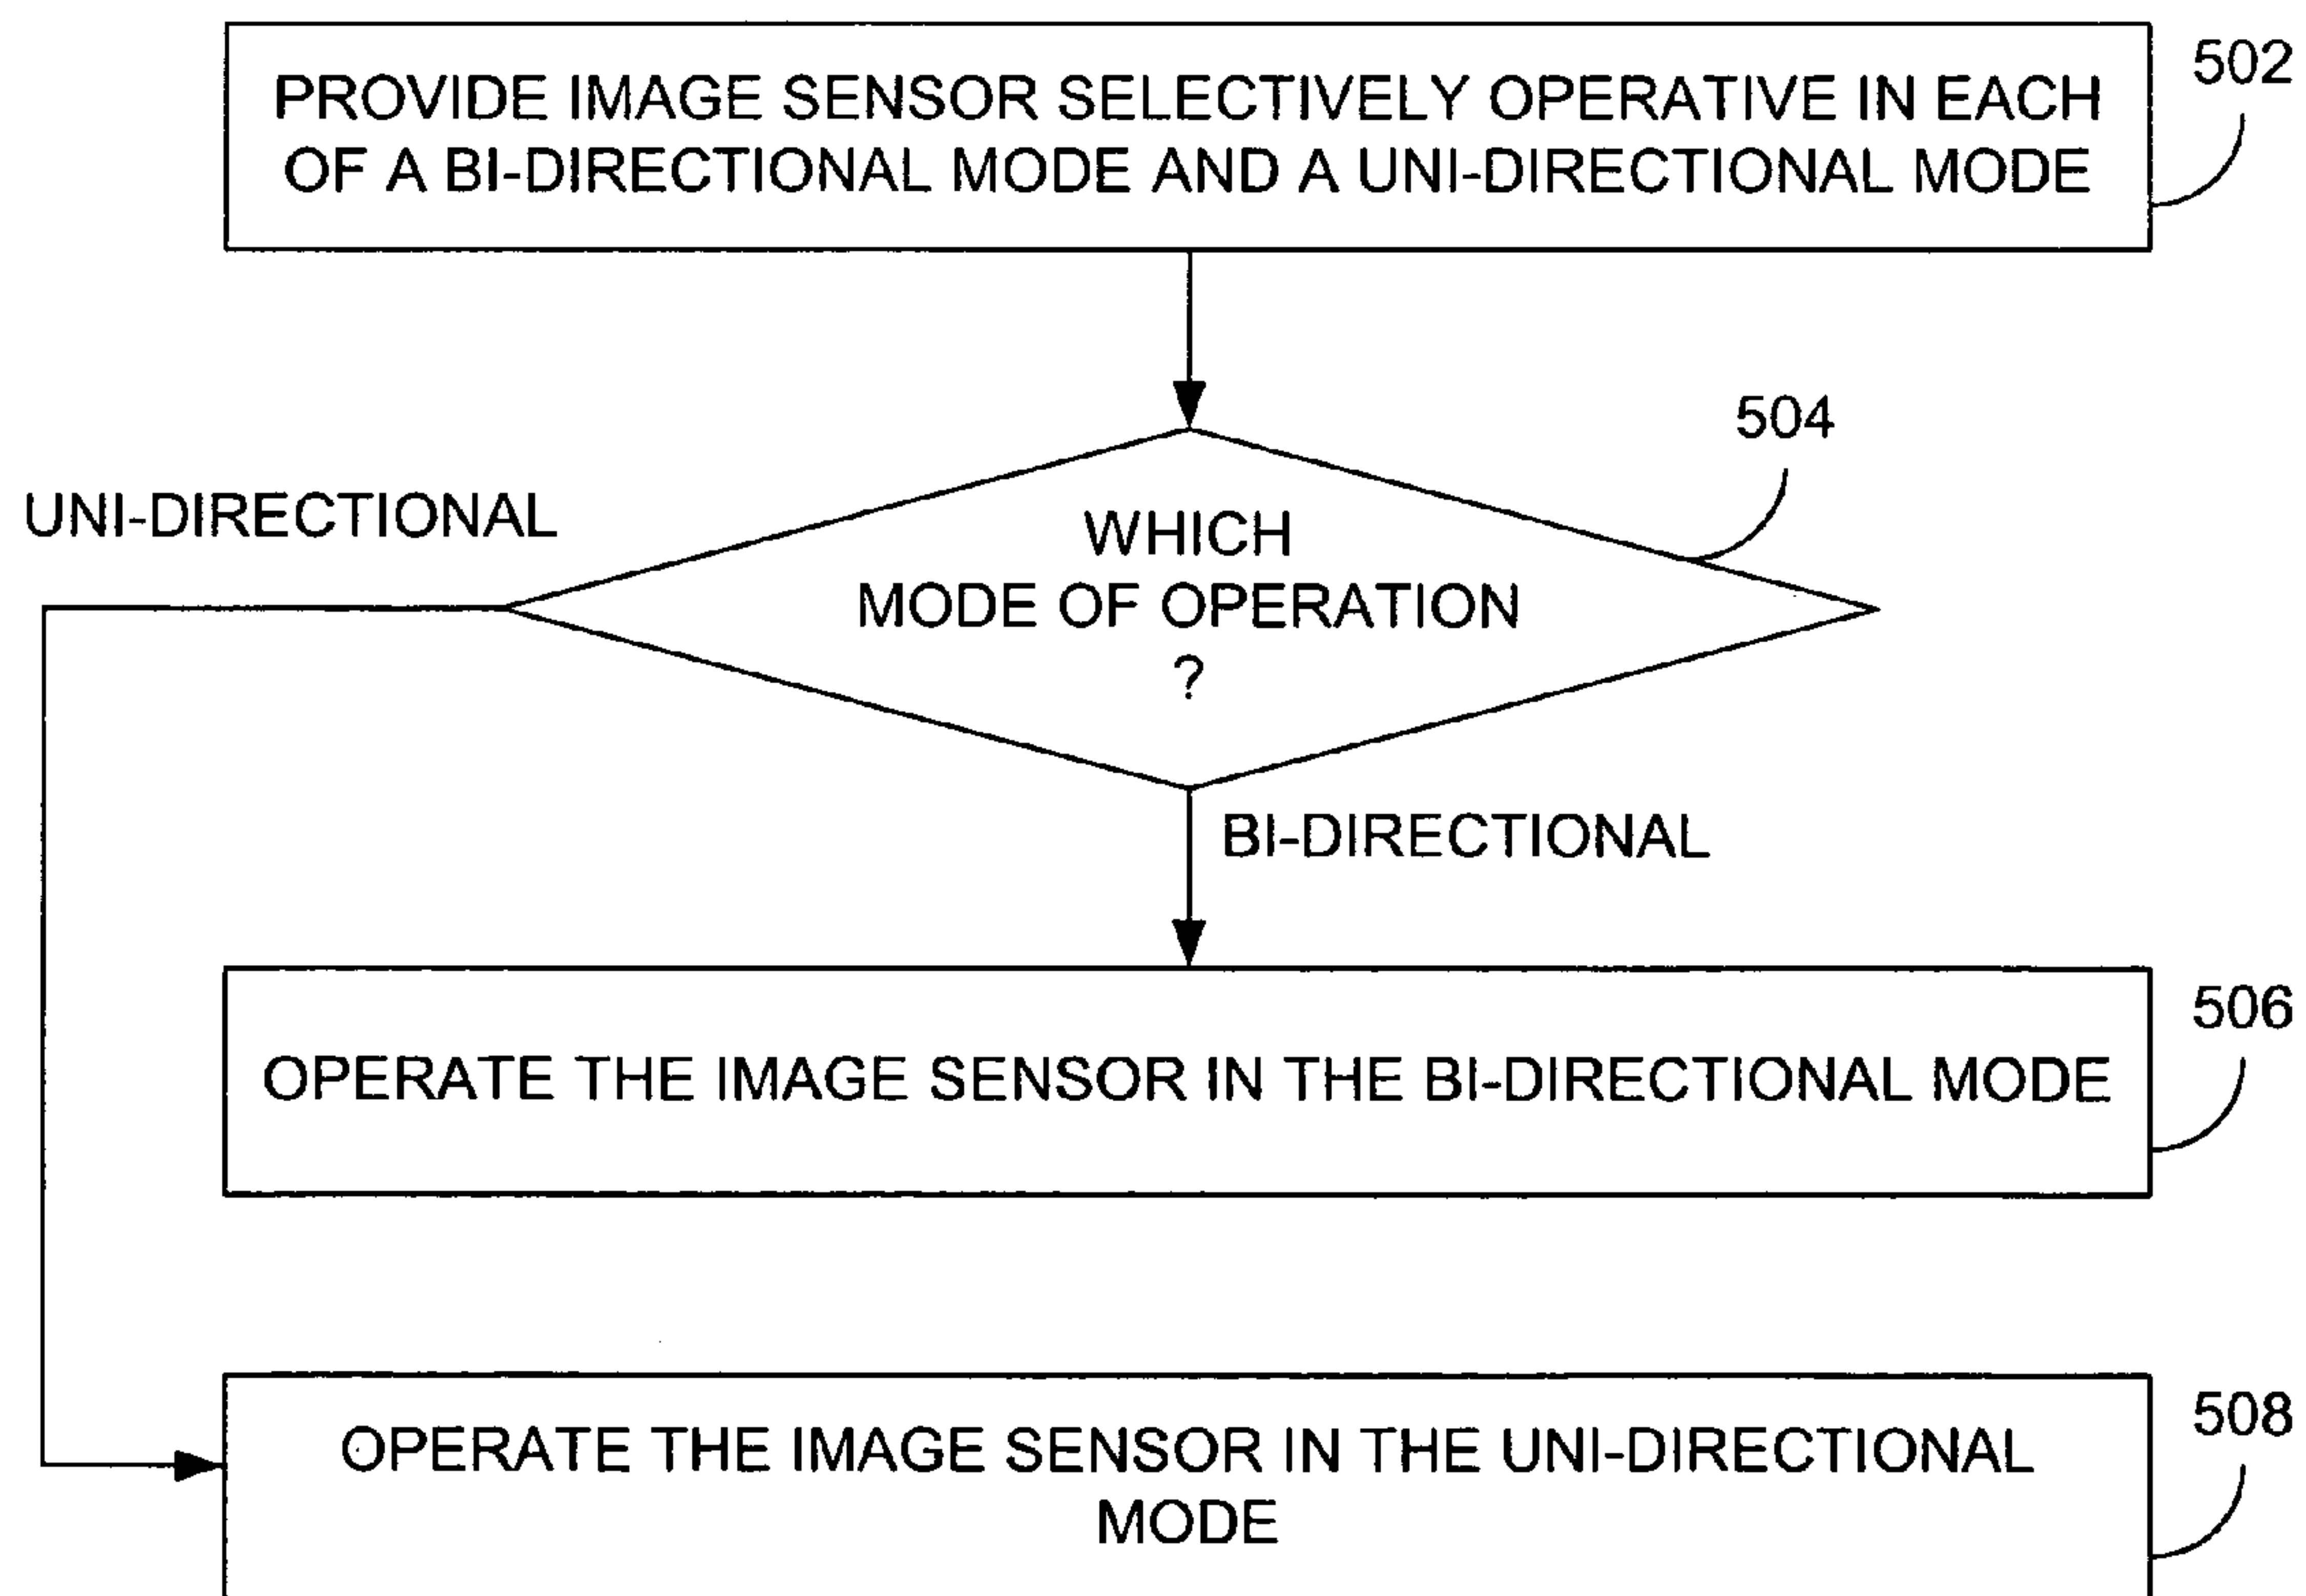 PROVIDE IMAGE SENSOR SELECTIVELY OPERATIVE IN EACH
OF A BI-DIRECTIONAL MODE AND A UNI-DIRECTIONAL MODE
502
504
UNI-DIRECTIONAL
WHICH
MODE OF OPERATION
?
BI-DIRECTIONAL
506
OPERATE THE IMAGE SENSOR IN THE BI-DIRECTIONAL MODE
508
OPERATE THE IMAGE SENSOR IN THE UNI-DIRECTIONAL
MODE